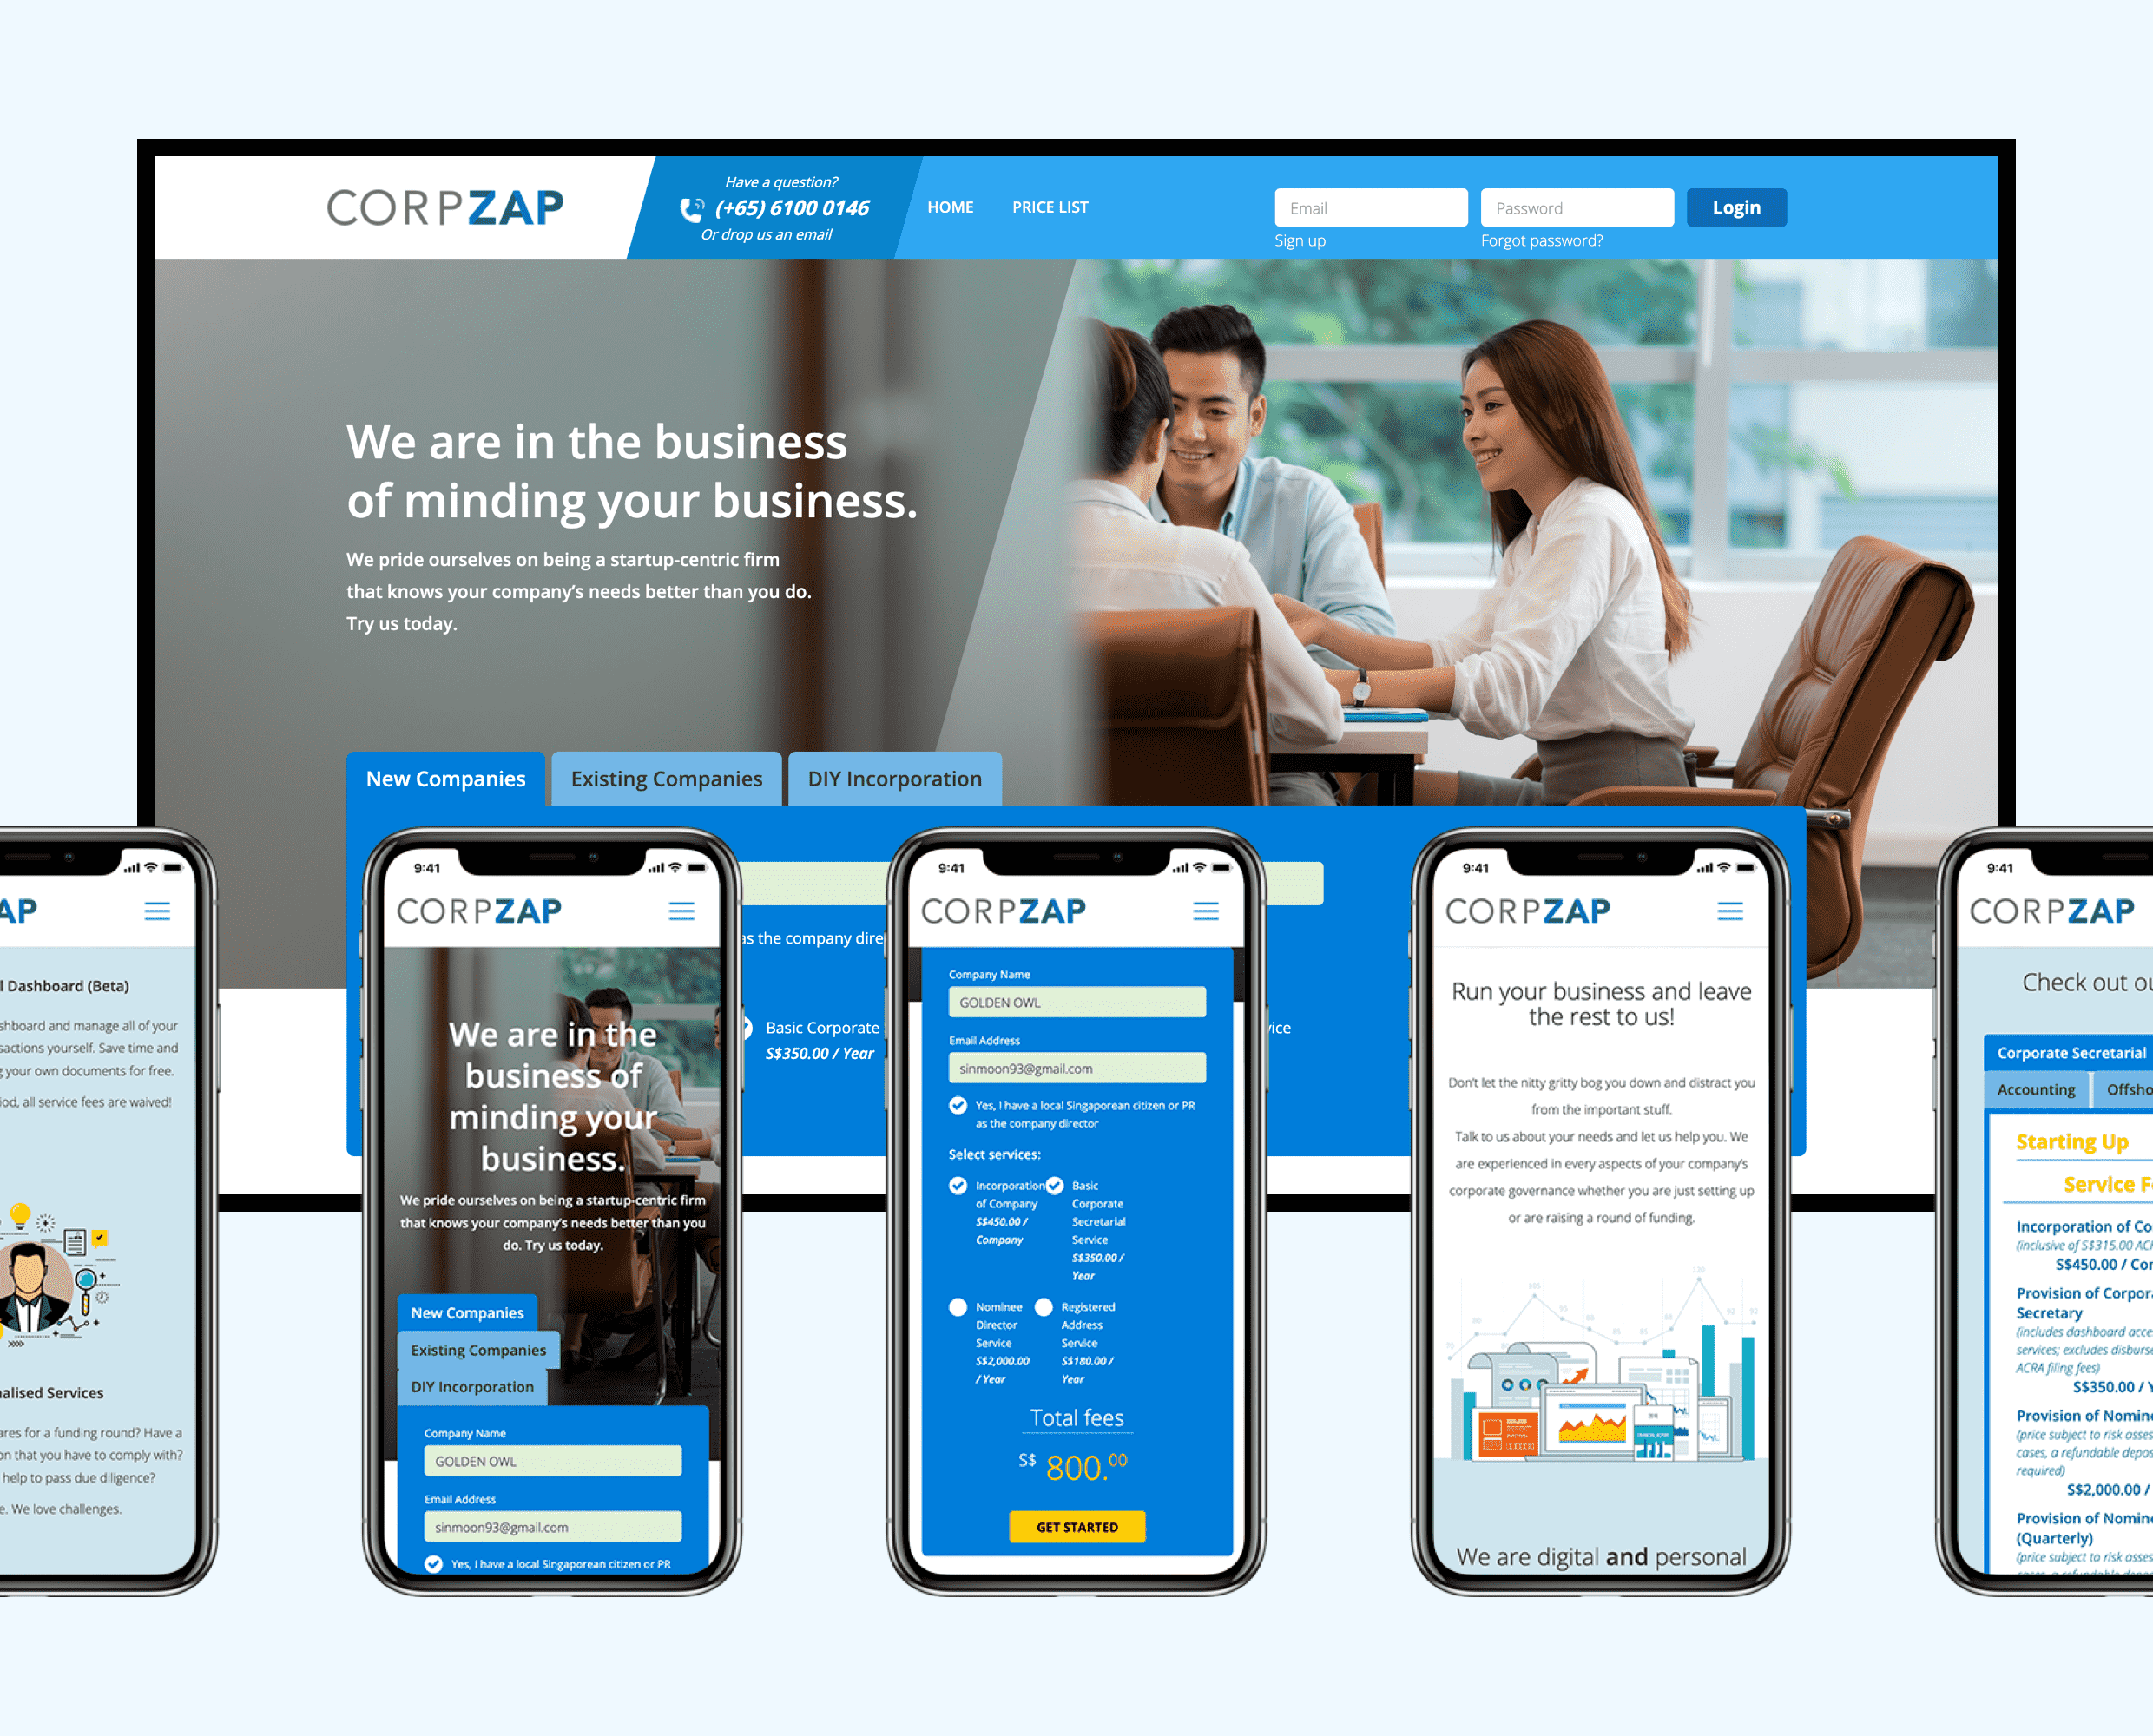 CORPZAP
Have a question?
(+65) 6100 0146
Or drop us an email
HOME
PRICE LIST
Email
Password
Login
Sign up
Forgot password?
We are in the business
of minding your business.
We pride ourselves on being a startup-centric firm
that knows your company's needs better than you do.
Try us today.
New Companies
Existing Companies
DIY Incorporation
as the company dire
Basic Corporate
S$350.00 / Year
vice
AP
l Dashboard (Beta)
shboard and manage all of your
sactions yourself. Save time and
g your own documents for free.
iod, all service fees are waived!
nalised Services
ares for a funding round? Have a
on that you have to comply with?
help to pass due diligence?
e. We love challenges.
9:41
CORPZAP
We are in the
business of
minding your
business.
We pride ourselves on being a startup-centric firm
that knows your company's needs better than you
do. Try us today.
New Companies
Existing Companies
DIY Incorporation
Company Name
GOLDEN OWL
Email Address
sinmoon93@gmail.com
Yes, I have a local Singaporean citizen or PR
9:41
CORPZAP
Company Name
GOLDEN OWL
Email Address
sinmoon93@gmail.com
Yes, I have a local Singaporean citizen or PR
as the company director
Select services:
Incorporation
of Company
S$450.00 /
Company
Basic
Corporate
Secretarial
Service
S$350.00 /
Year
Nominee
Director
Service
S$2,000.00
/ Year
Registered
Address
Service
S$180.00 /
Year
Total fees
S$ 800.00
GET STARTED
9:41
CORPZAP
Run your business and leave
the rest to us!
Don't let the nitty gritty bog you down and distract you
from the important stuff.
Talk to us about your needs and let us help you. We
are experienced in every aspects of your company's
corporate governance whether you are just setting up
or are raising a round of funding.
We are digital and personal
9:41
CORPZAP
Check out ou
Corporate Secretarial
Accounting
Offsho
Starting Up
Service F
Incorporation of Co
(inclusive of S$315.00 AC
S$450.00 / Co
Provision of Corpor
Secretary
(includes dashboard acce
services; excludes disburse
ACRA filing fees)
S$350.00 / Y
Provision of Nomin
(price subject to risk asses
cases, a refundable depos
required)
S$2,000.00 /
Provision of Nomin
(Quarterly)
(price subject to risk asses